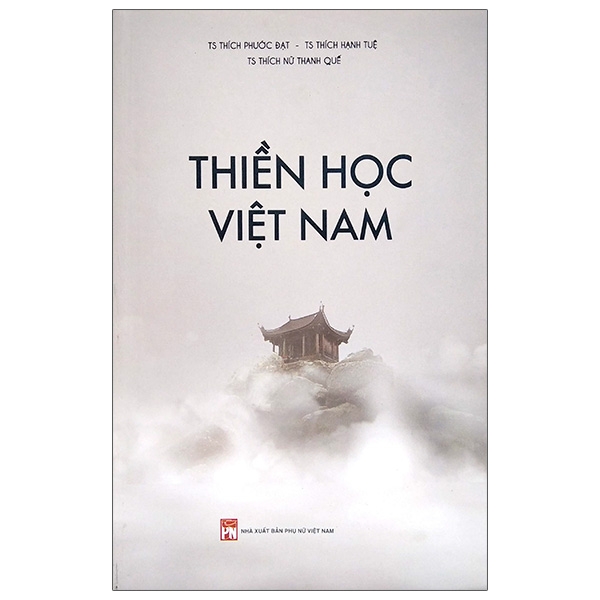 TS THÍCH PHƯỚC ĐẠT - TS THÍCH HẠNH TUỆ
TS THÍCH NỮ THANH QUẾ
THIỀN HỌC
VIỆT NAM
PN
NHÀ XUẤT BẢN PHỤ NỮ VIỆT NAM